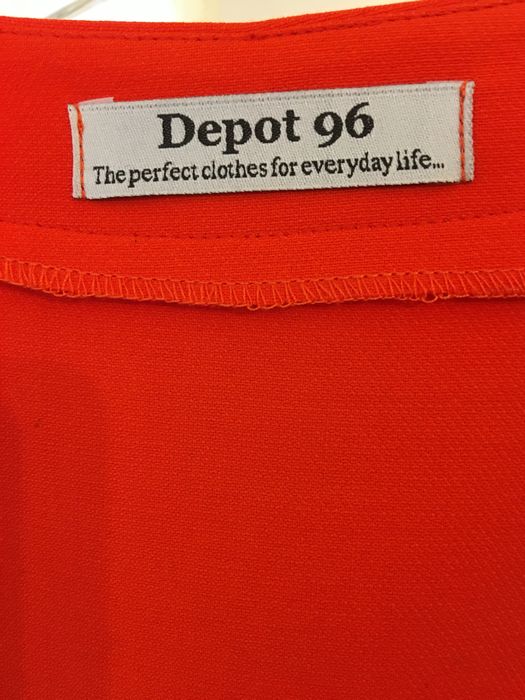 Depot 96
The perfect clothes for everyday life...